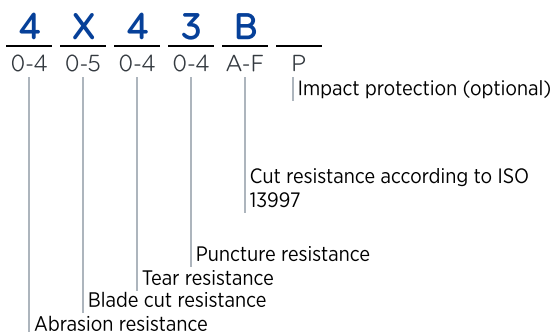 4 X 4 3 B
0-4 0-5 0-4 0-4 A-F P
Impact protection (optional)
Cut resistance according to ISO
13997
Puncture resistance
Tear resistance
Blade cut resistance
Abrasion resistance